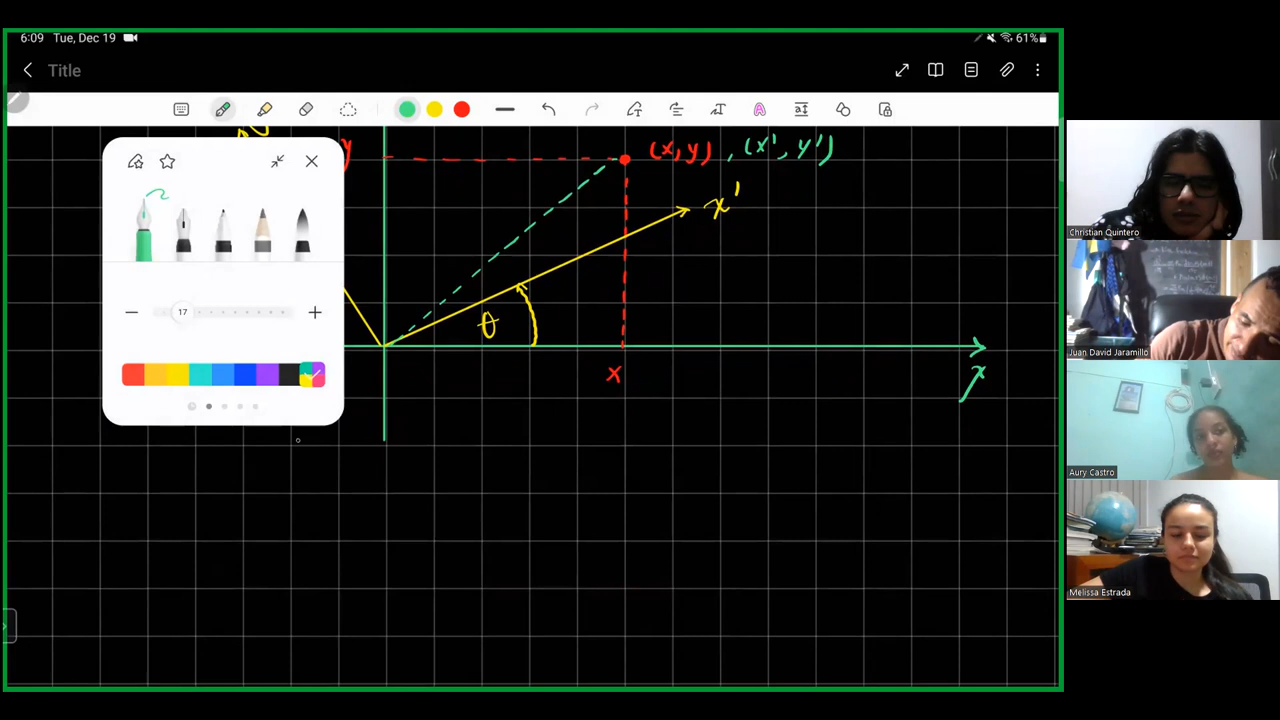 6:09 Tue, Dec 19
61%
Title
y
(x,y) , (x', y')
x'
θ
x
x
17
Christian Quintero
Juan David Jaramillo
Aury Castro
Melissa Estrada